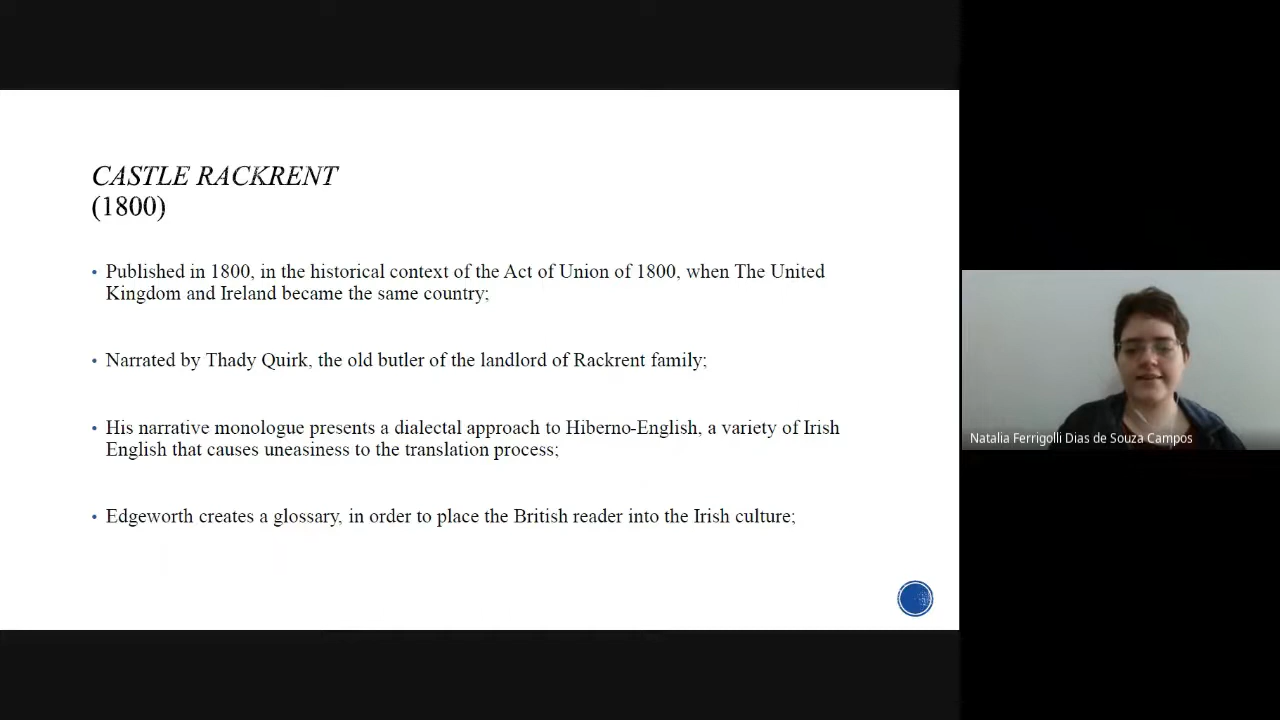 CASTLE RACKRENT
(1800)
• Published in 1800, in the historical context of the Act of Union of 1800, when The United
Kingdom and Ireland became the same country;
• Narrated by Thady Quirk, the old butler of the landlord of Rackrent family;
• His narrative monologue presents a dialectal approach to Hiberno-English, a variety of Irish
English that causes uneasiness to the translation process;
• Edgeworth creates a glossary, in order to place the British reader into the Irish culture;
Natalia Ferrigolli Dias de Souza Campos